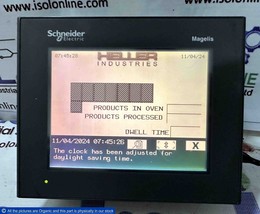 www.isolonline.com
Schneider
Electric
Magelis
07:45:26
11/04/24
HELLER
INDUSTRIES
PRODUCTS IN OVEN
PRODUCTS PROCESSED
DWELL TIME
11/04/2024 07:45:26
X
The clock has been adjusted for
daylight saving time.
All the pictures are Organic and this part is physically in our stock